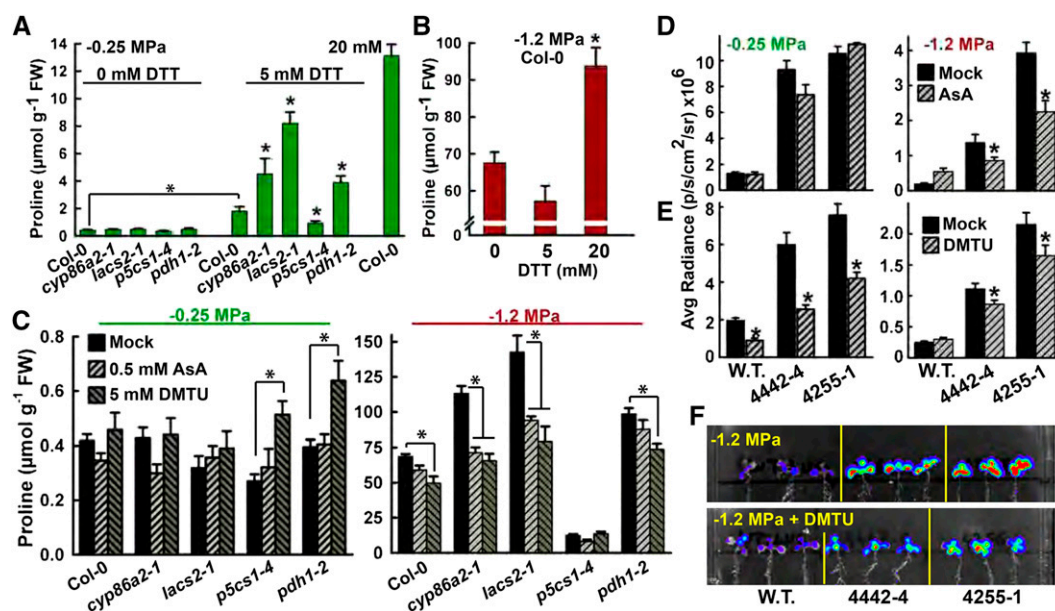 A
Proline (µmol g⁻¹ FW)
14
12
10
8
6
4
2
0
-0.25 MPa
0 mM DTT
5 mM DTT
20 mM
*
*
*
*
*
Col-0
cyp86a2-1
lacs2-1
p5cs1-4
pdh1-2
Col-0
cyp86a2-1
lacs2-1
p5cs1-4
pdh1-2
Col-0
B
Proline (µmol g⁻¹ FW)
100
90
80
70
60
-1.2 MPa
Col-0
*
0
5
20
DTT (mM)
C
Proline (µmol g⁻¹ FW)
-0.25 MPa
0.8
0.6
0.4
0.2
0.0
Mock
0.5 mM AsA
5 mM DMTU
*
*
Col-0
cyp86a2-1
lacs2-1
p5cs1-4
pdh1-2
-1.2 MPa
150
125
100
75
50
25
0
*
*
*
*
Col-0
cyp86a2-1
lacs2-1
p5cs1-4
pdh1-2
D
Avg Radiance (p/s/cm²/sr) x10⁶
-0.25 MPa
12
10
8
6
4
2
0
-1.2 MPa
Mock
AsA
4
3
2
1
0
*
*
E
8
6
4
2
0
*
*
*
W.T.
4442-4
4255-1
Mock
DMTU
2.0
1.5
1.0
0.5
0.0
*
*
W.T.
4442-4
4255-1
F
-1.2 MPa
-1.2 MPa + DMTU
W.T.
4442-4
4255-1